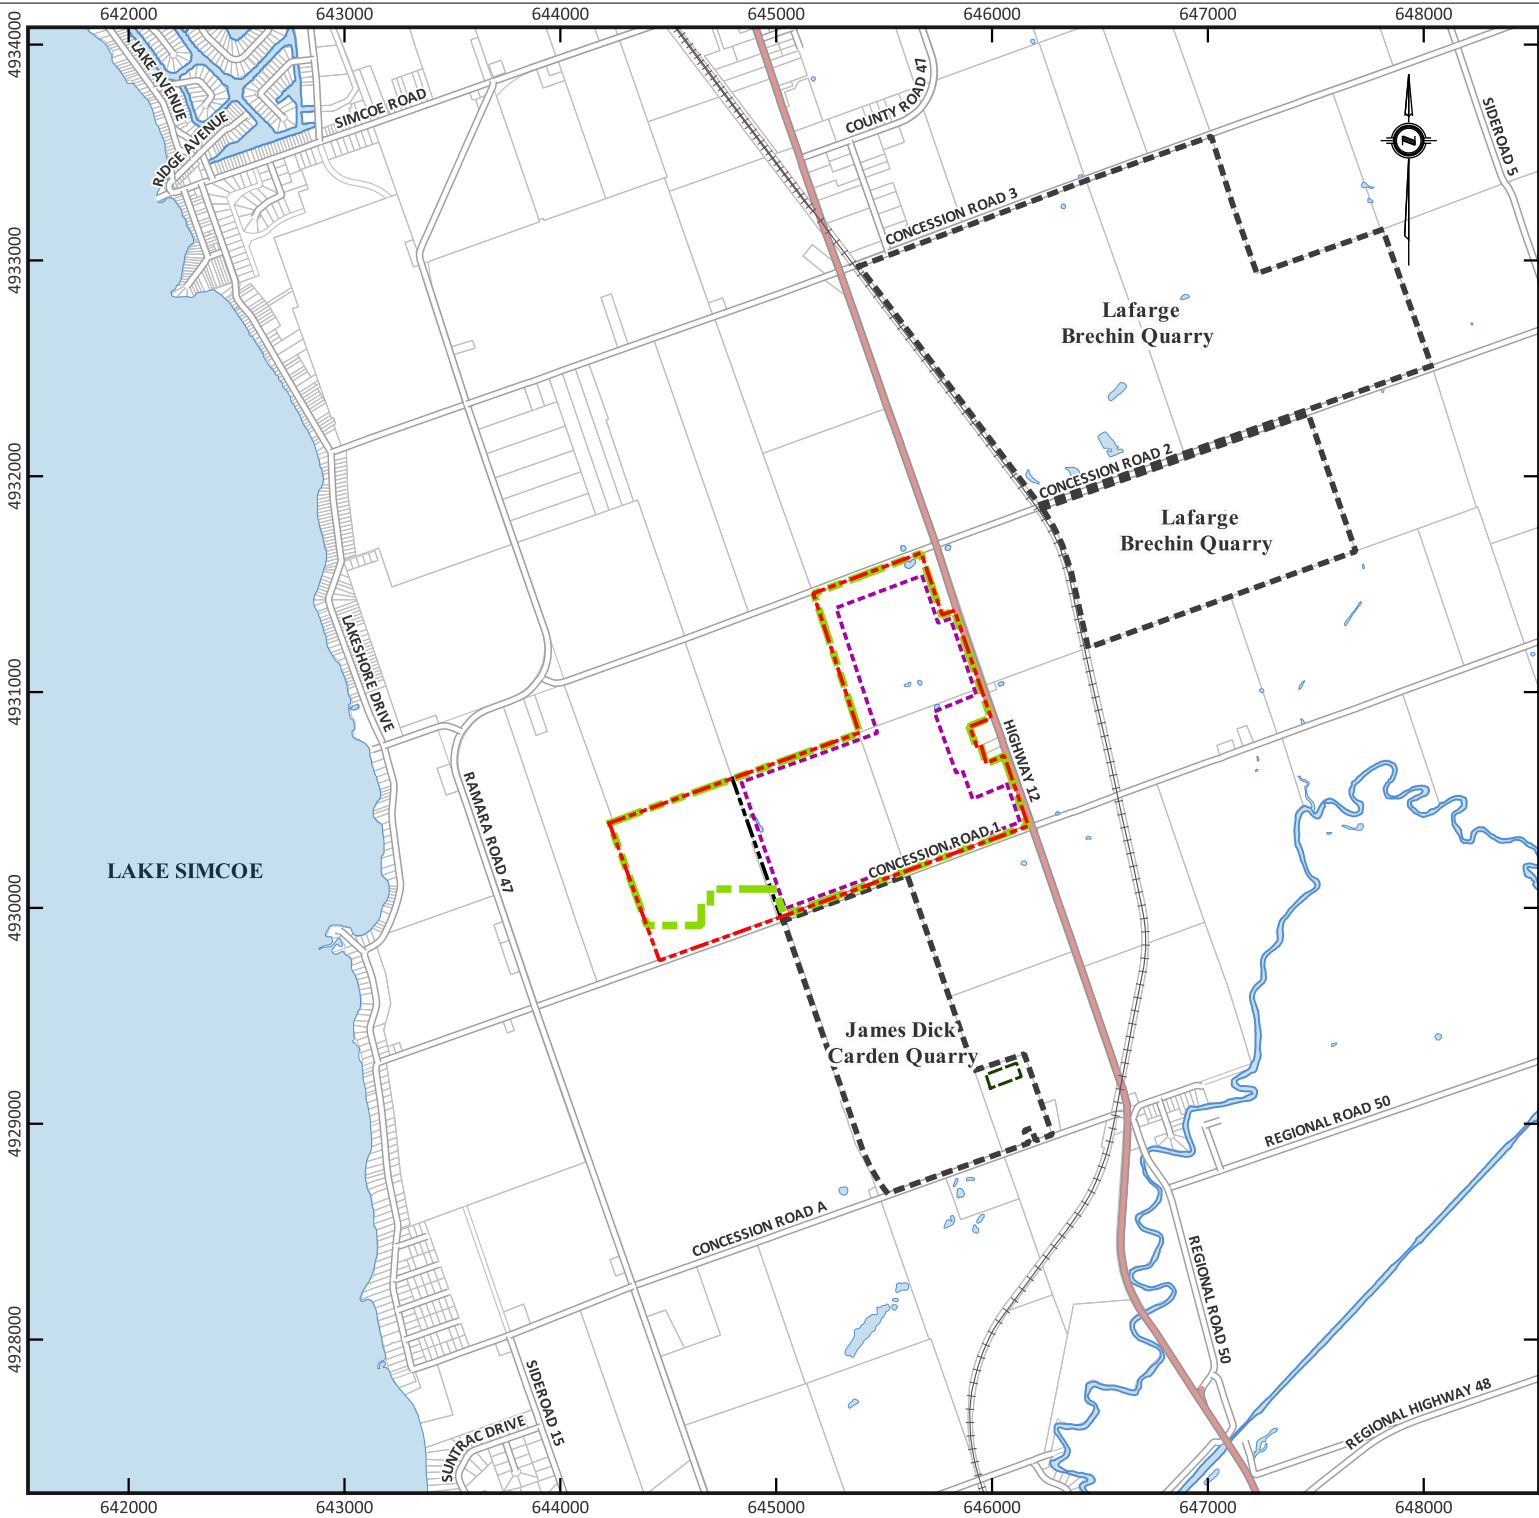 642000 643000 644000 645000 646000 647000 648000
4934000
LAKE AVENUE
SIMCOE ROAD
RIDGE AVENUE
COUNTY ROAD 47
SIDEROAD 5
N
CONCESSION ROAD 3
4933000
Lafarge
Brechin Quarry
4932000
CONCESSION ROAD 2
Lafarge
Brechin Quarry
LAKESHORE DRIVE
4931000
HIGHWAY 12
RAMARA ROAD 47
CONCESSION ROAD 1
LAKE SIMCOE
4930000
James Dick
Carden Quarry
4929000
REGIONAL ROAD 50
CONCESSION ROAD A
REGIONAL ROAD 50
4928000
SIDEROAD 15
SUNTRAC DRIVE
REGIONAL HIGHWAY 48
642000 643000 644000 645000 646000 647000 648000